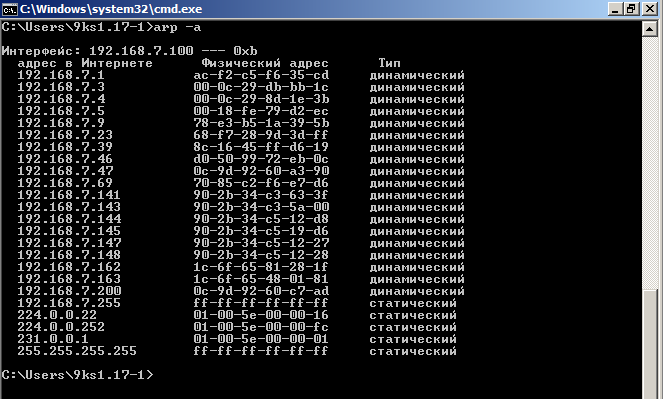 C:\Windows\system32\cmd.exe
C:\Users\9ks1.17-1>arp -a
Интерфейс: 192.168.7.100 --- 0xb
адрес в Интернете Физический адрес Тип
192.168.7.1 ac-f2-c5-f6-35-cd динамический
192.168.7.3 00-0c-29-db-bb-1c динамический
192.168.7.4 00-0c-29-8d-1e-3b динамический
192.168.7.5 00-18-fe-79-d2-ec динамический
192.168.7.9 78-e3-b5-1a-39-5b динамический
192.168.7.23 68-f7-28-9d-3d-ff динамический
192.168.7.39 8c-16-45-ff-d6-19 динамический
192.168.7.46 d0-50-99-72-eb-0c динамический
192.168.7.47 0c-9d-92-60-a3-90 динамический
192.168.7.69 70-85-c2-f6-e7-d6 динамический
192.168.7.141 90-2b-34-c3-63-3f динамический
192.168.7.143 90-2b-34-c3-5a-00 динамический
192.168.7.144 90-2b-34-c5-12-d8 динамический
192.168.7.145 90-2b-34-c5-19-d6 динамический
192.168.7.147 90-2b-34-c5-12-27 динамический
192.168.7.148 90-2b-34-c5-12-28 динамический
192.168.7.162 1c-6f-65-81-28-1f динамический
192.168.7.163 1c-6f-65-48-01-81 динамический
192.168.7.200 0c-9d-92-60-c7-ad динамический
192.168.7.255 ff-ff-ff-ff-ff-ff статический
224.0.0.22 01-00-5e-00-00-16 статический
224.0.0.252 01-00-5e-00-00-fc статический
231.0.0.1 01-00-5e-00-00-01 статический
255.255.255.255 ff-ff-ff-ff-ff-ff статический
C:\Users\9ks1.17-1>